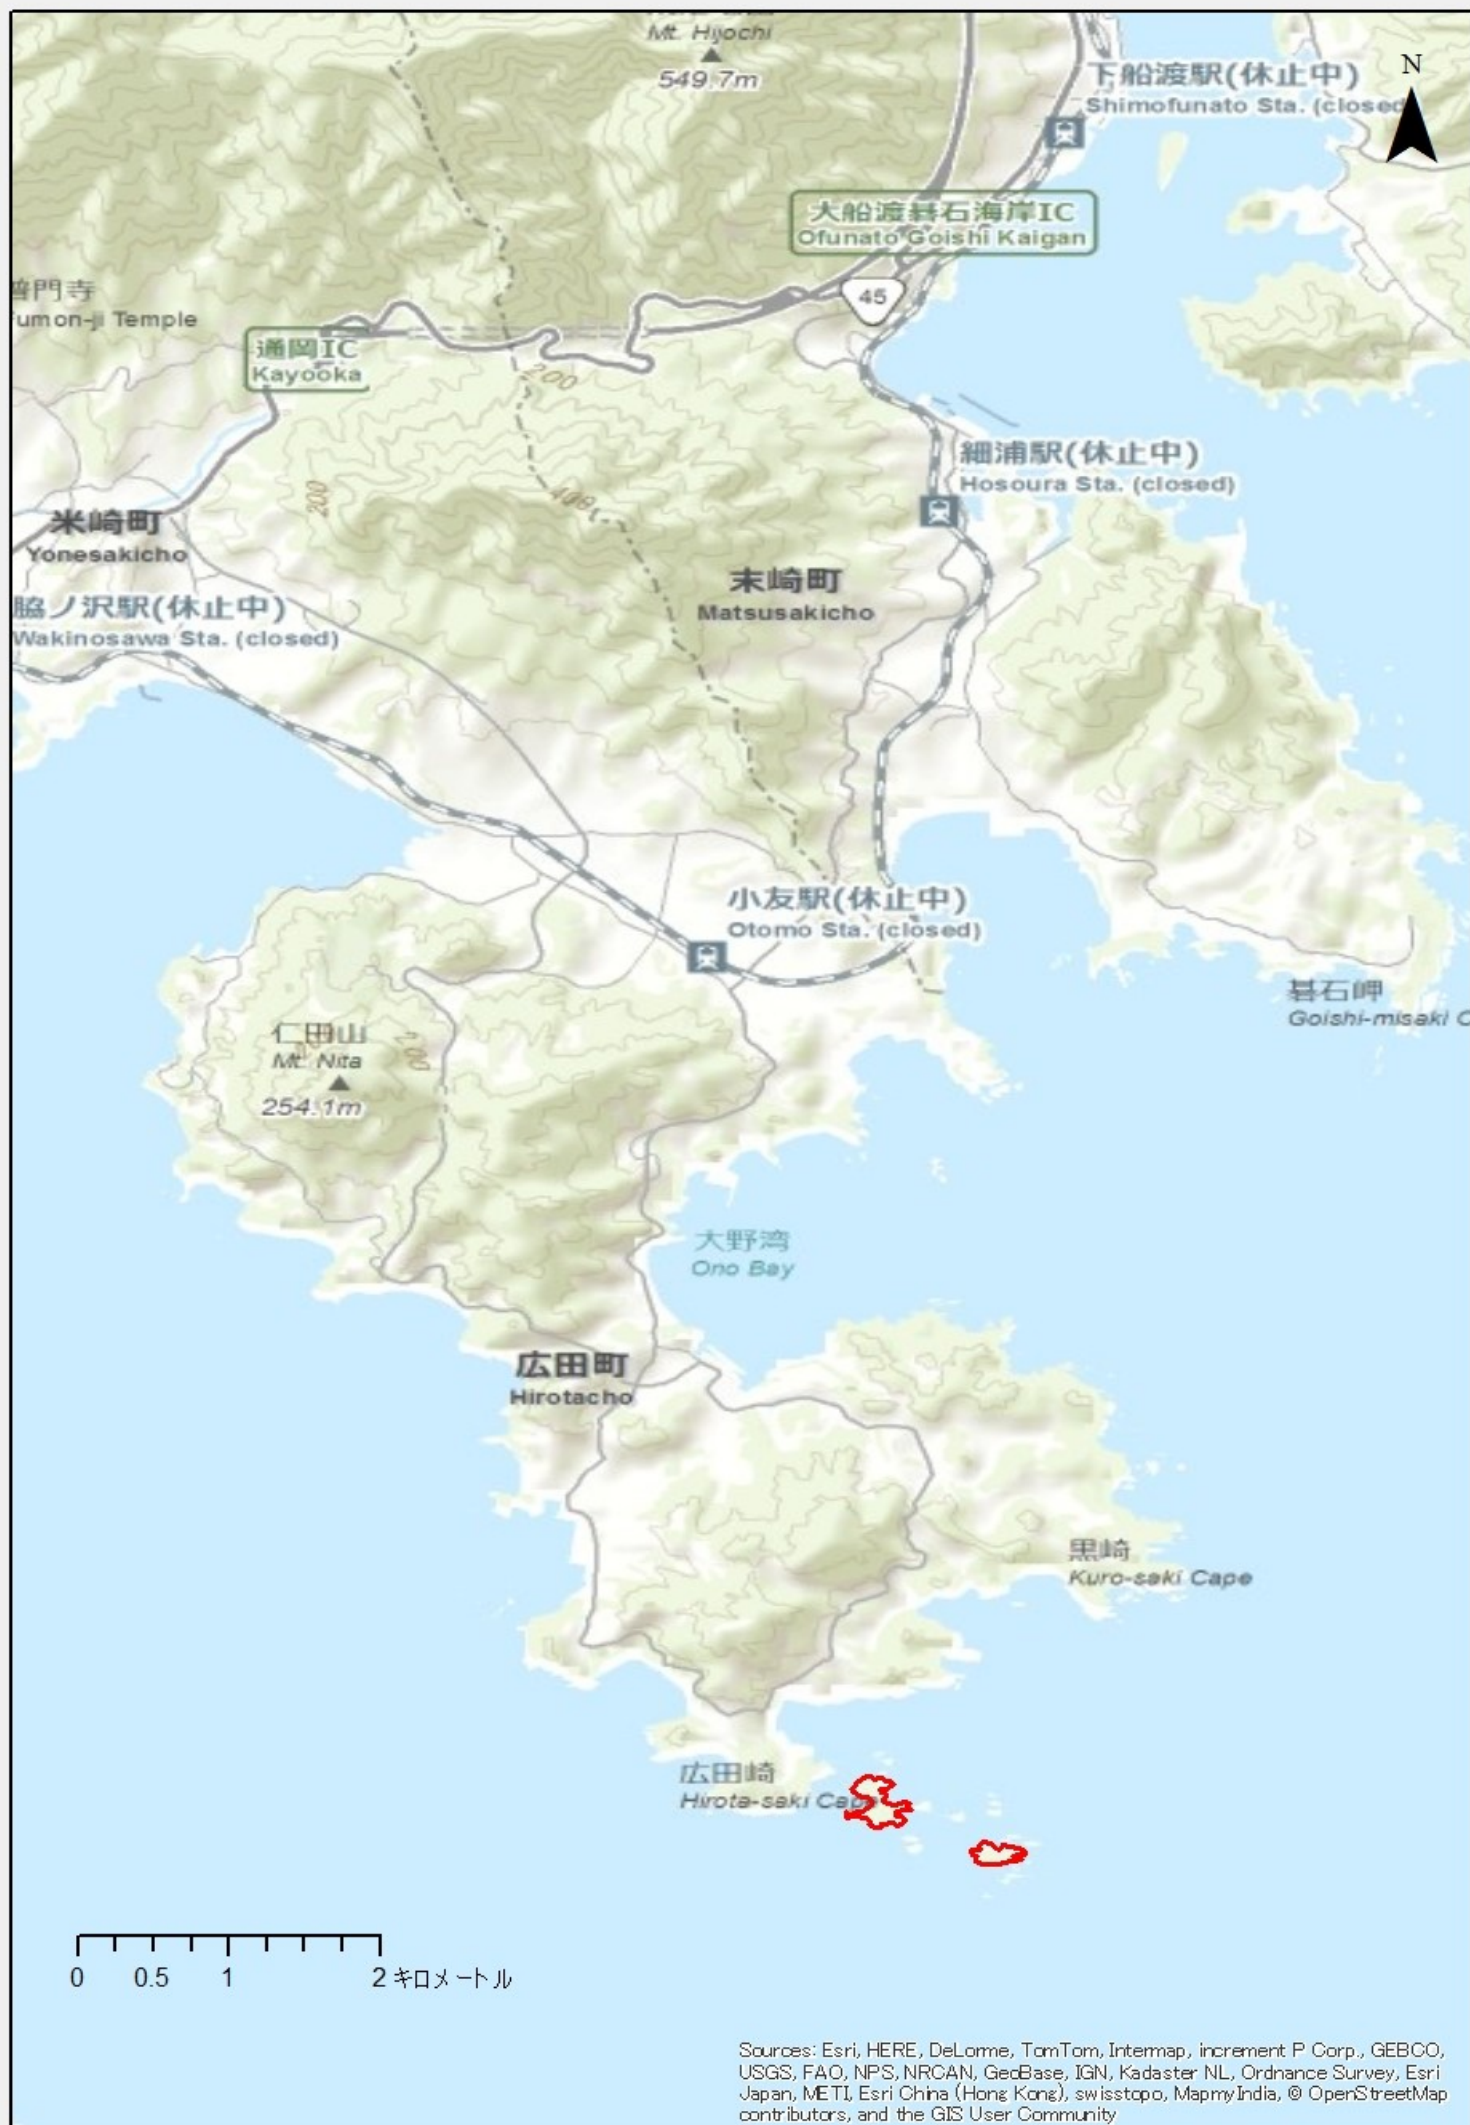 Mt. Hijochi
549.7m
下船渡駅(休止中)
Shimofunato Sta. (closed
N
大船渡碁石海岸IC
Ofunato Goishi Kaigan
45
普門寺
Fumon-ji Temple
通岡IC
Kayooka
200
細浦駅(休止中)
Hosoura Sta. (closed)
200
400
米崎町
Yonesakicho
末崎町
Matsusakicho
脇ノ沢駅(休止中)
Wakinosawa Sta. (closed)
小友駅(休止中)
Otomo Sta. (closed)
碁石岬
Goishi-misaki C
仁田山
Mt. Nita
200
254.1m
大野湾
Ono Bay
広田町
Hirotacho
黒崎
Kuro-saki Cape
広田崎
Hirota-saki Cape
0 0.5 1 2 キロメートル
Sources: Esri, HERE, DeLorme, TomTom, Intermap, increment P Corp., GEBCO,
USGS, FAO, NPS, NRCAN, GeoBase, IGN, Kadaster NL, Ordnance Survey, Esri
Japan, METI, Esri China (Hong Kong), swisstopo, MapmyIndia, © OpenStreetMap
contributors, and the GIS User Community